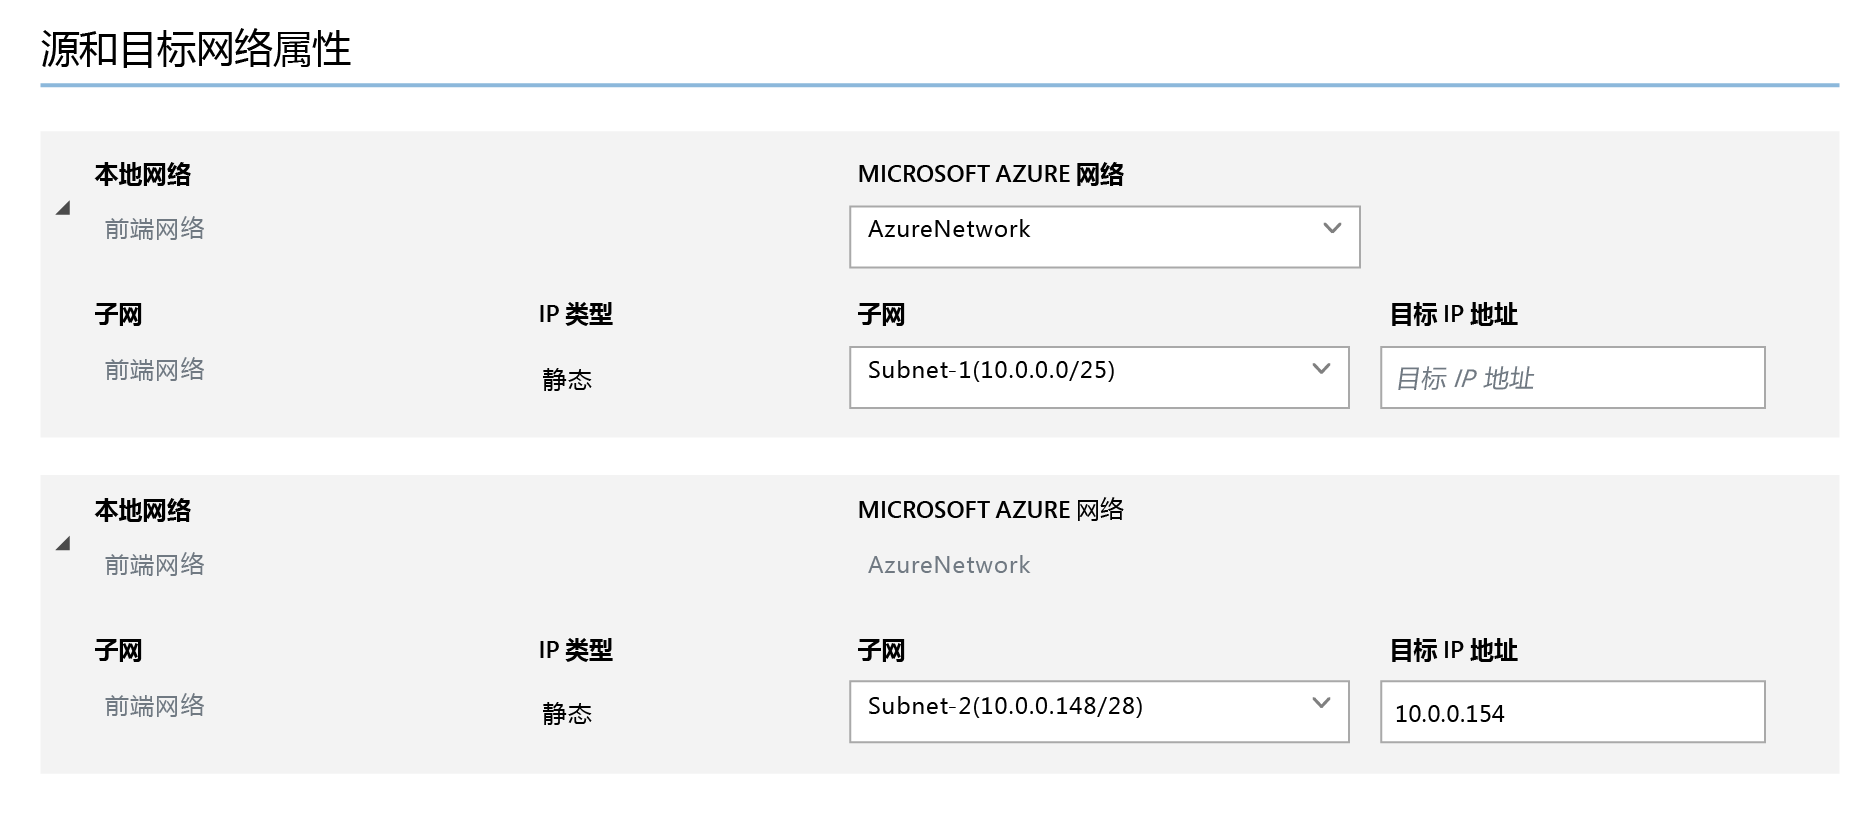 源和目标网络属性
本地网络 MICROSOFT AZURE 网络
前端网络 AzureNetwork
子网 IP 类型 子网 目标 IP 地址
前端网络 静态 Subnet-1(10.0.0.0/25) 目标 IP 地址
本地网络 MICROSOFT AZURE 网络
前端网络 AzureNetwork
子网 IP 类型 子网 目标 IP 地址
前端网络 静态 Subnet-2(10.0.0.148/28) 10.0.0.154